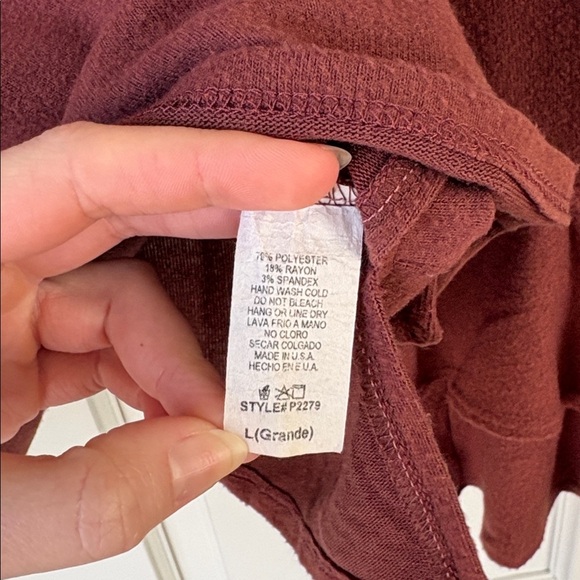 POLYESTER
18% RAYON
3% SPANDEX
HAND WASH COLD
DO NOT BLEACH
HANG OR LINE DRY
LAVA FRIO A MANO
NO CLORO
SECAR COLGADO
MADE IN U.S.A.
HECHO EN E.U.A.
STYLE# P2279
L(Grande)